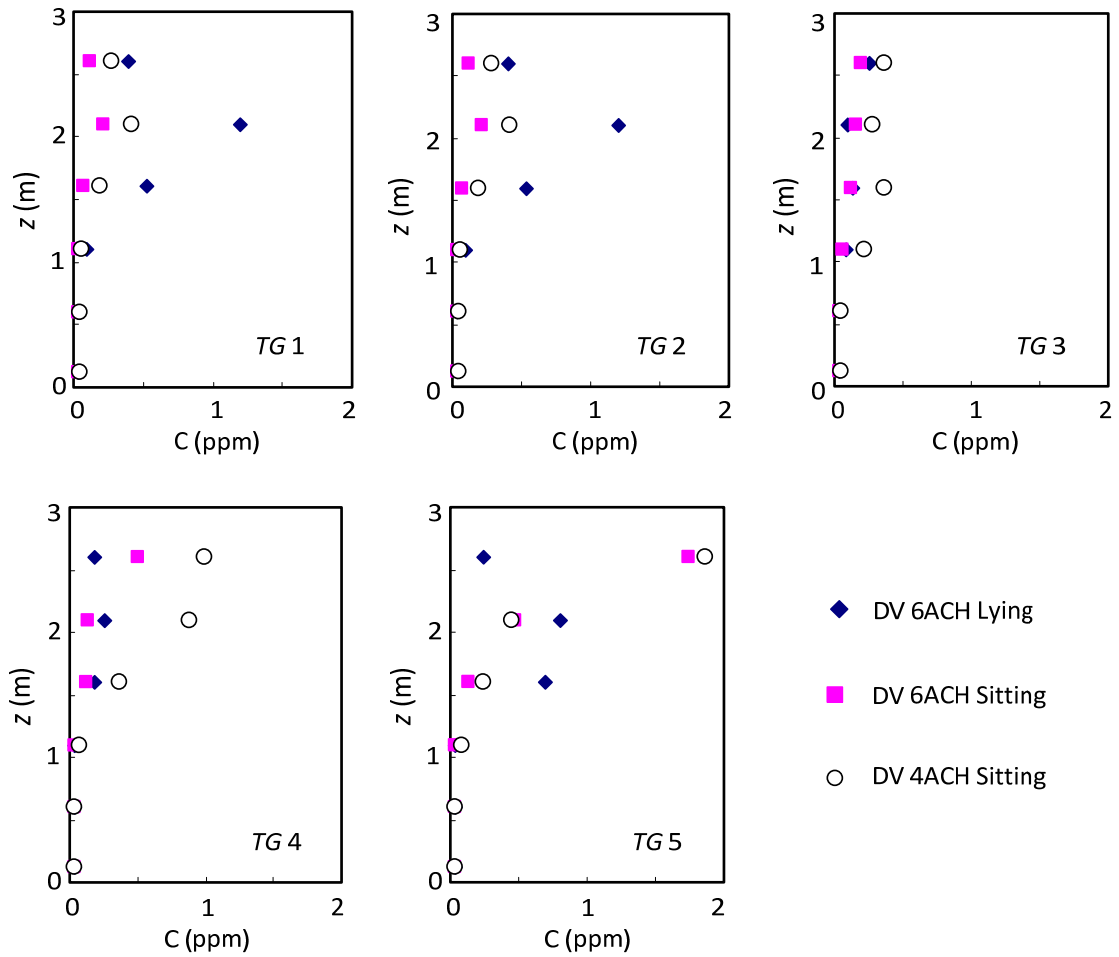 3
2
1
0
z (m)
TG 1
0 1 2
C (ppm)
3
2
1
0
z (m)
TG 2
0 1 2
C (ppm)
3
2
1
0
z (m)
TG 3
0 1 2
C (ppm)
3
2
1
0
z (m)
TG 4
0 1 2
C (ppm)
3
2
1
0
z (m)
TG 5
0 1 2
C (ppm)
DV 6ACH Lying
DV 6ACH Sitting
DV 4ACH Sitting